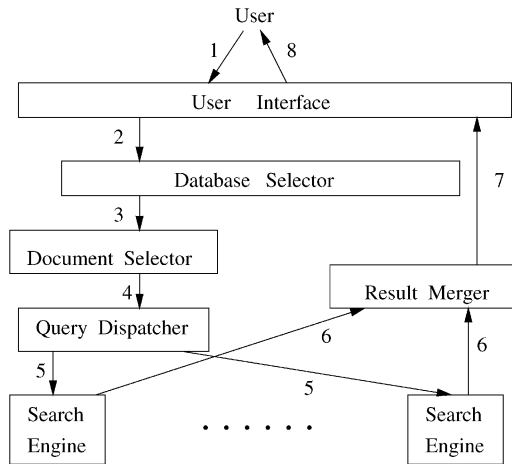 User
1
8
User Interface
2
Database Selector
7
3
Document Selector
4
Result Merger
Query Dispatcher
6
6
5
5
Search
Engine
. . . . . .
Search
Engine